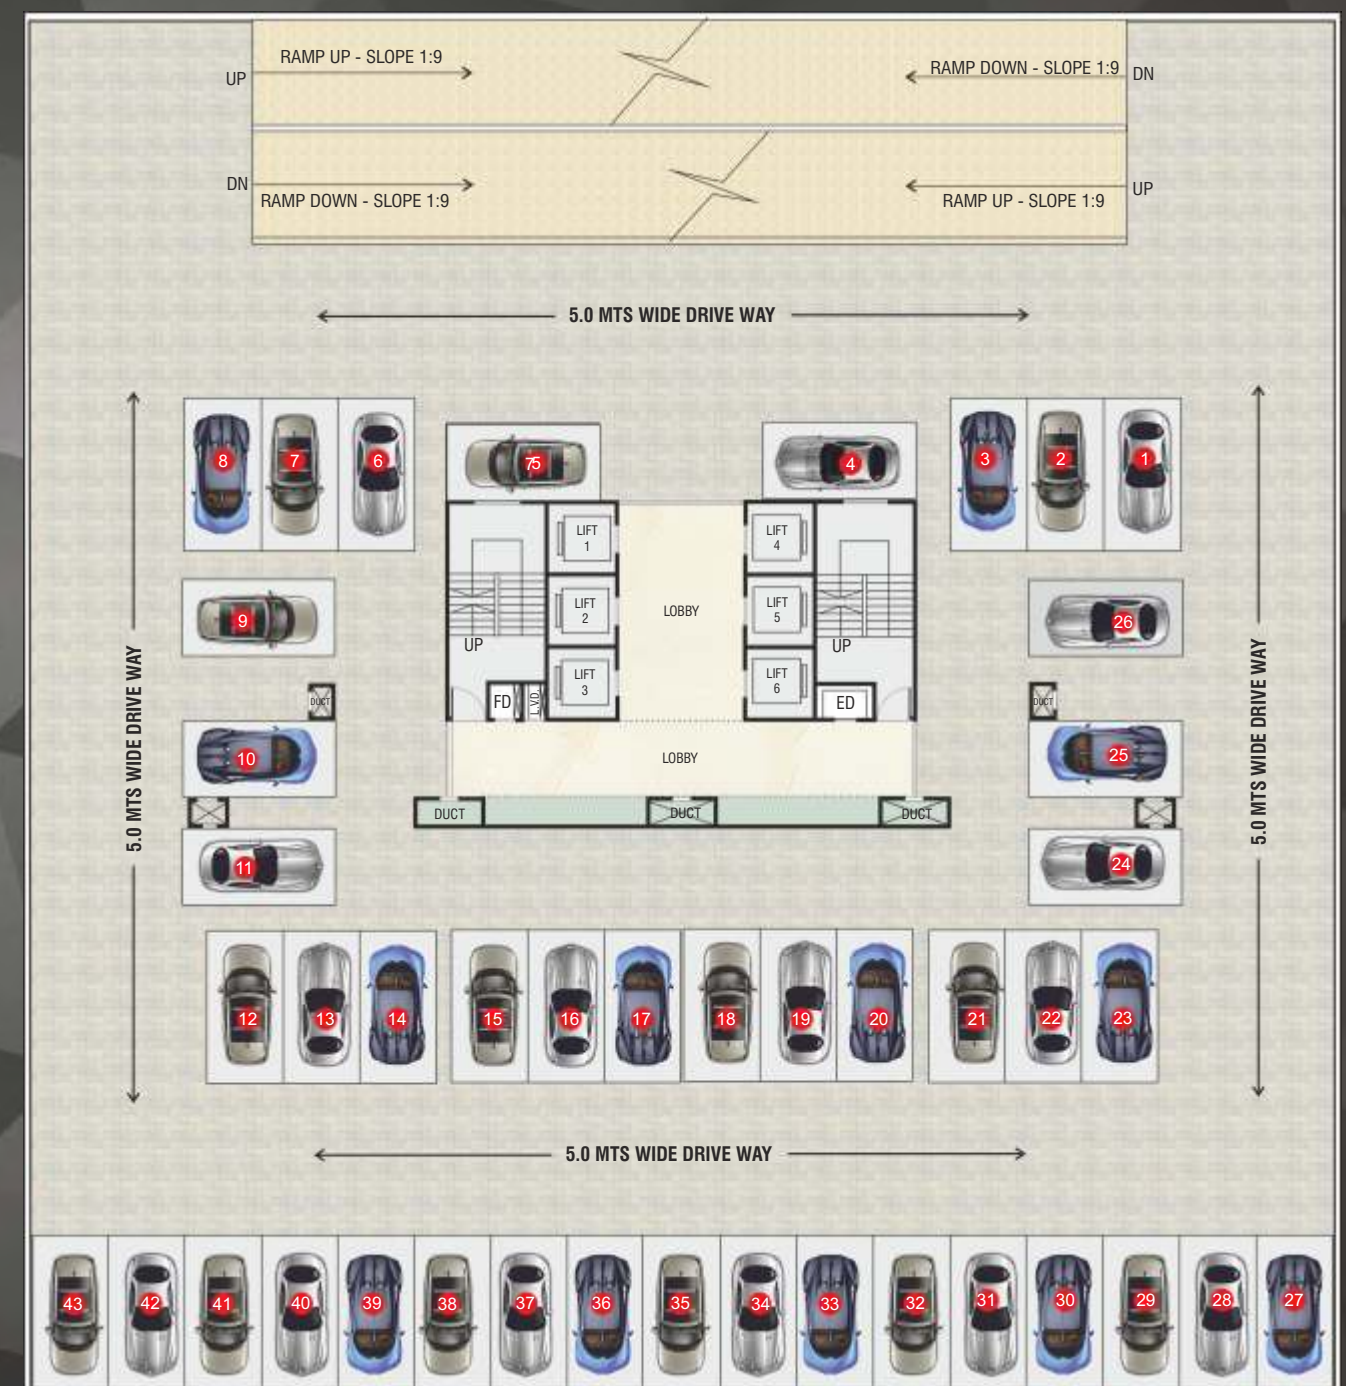 RAMP UP - SLOPE 1:9
UP
RAMP DOWN - SLOPE 1:9
DN
DN
RAMP DOWN - SLOPE 1:9
RAMP UP - SLOPE 1:9
UP
5.0 MTS WIDE DRIVE WAY
8
7
6
75
4
3
2
1
LIFT
1
LIFT
4
LIFT
2
LOBBY
LIFT
5
9
26
UP
UP
LIFT
3
LIFT
6
DUCT
FD
L.V.D.
ED
DUCT
5.0 MTS WIDE DRIVE WAY
5.0 MTS WIDE DRIVE WAY
10
LOBBY
25
DUCT
DUCT
DUCT
11
24
12
13
14
15
16
17
18
19
20
21
22
23
5.0 MTS WIDE DRIVE WAY
43
42
41
40
39
38
37
36
35
34
33
32
31
30
29
28
27